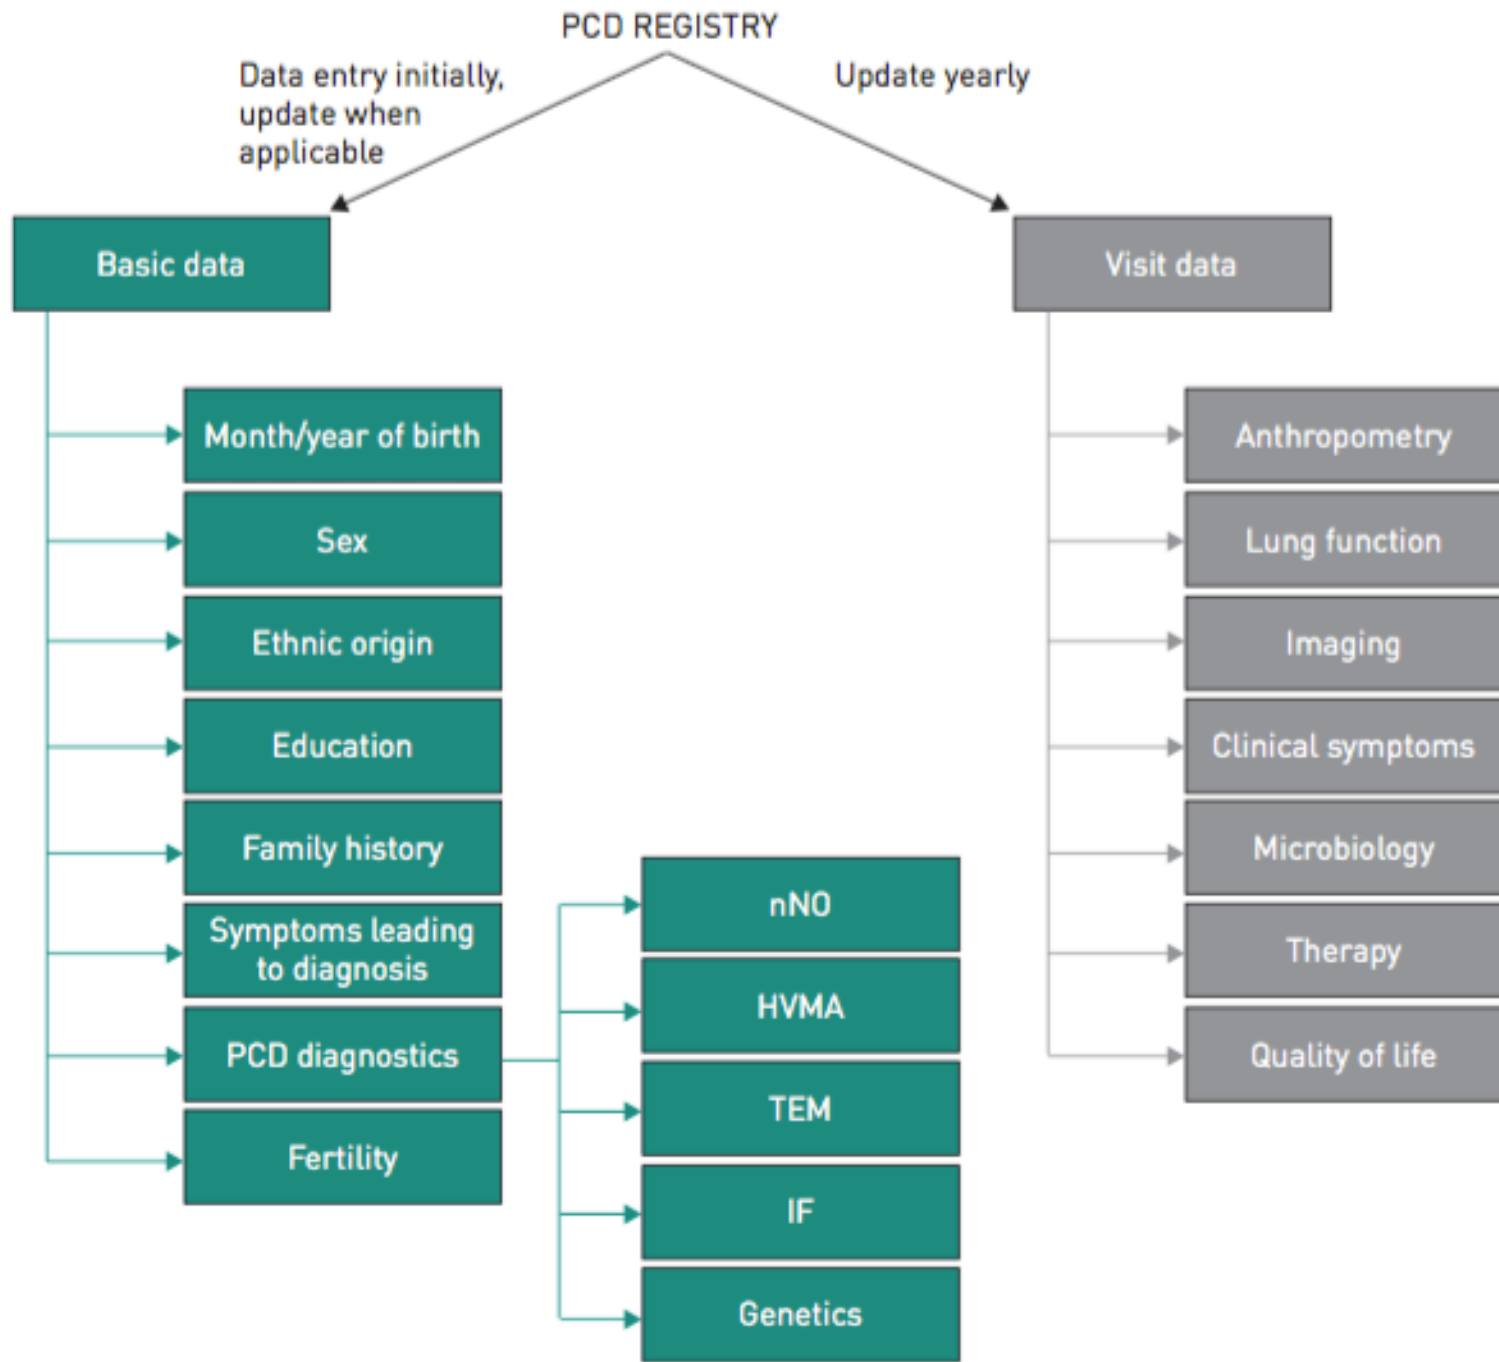 PCD REGISTRY
Data entry initially,
update when
applicable
Update yearly
Basic data
Visit data
Month/year of birth
Sex
Ethnic origin
Education
Family history
Symptoms leading
to diagnosis
PCD diagnostics
Fertility
nNO
HVMA
TEM
IF
Genetics
Anthropometry
Lung function
Imaging
Clinical symptoms
Microbiology
Therapy
Quality of life